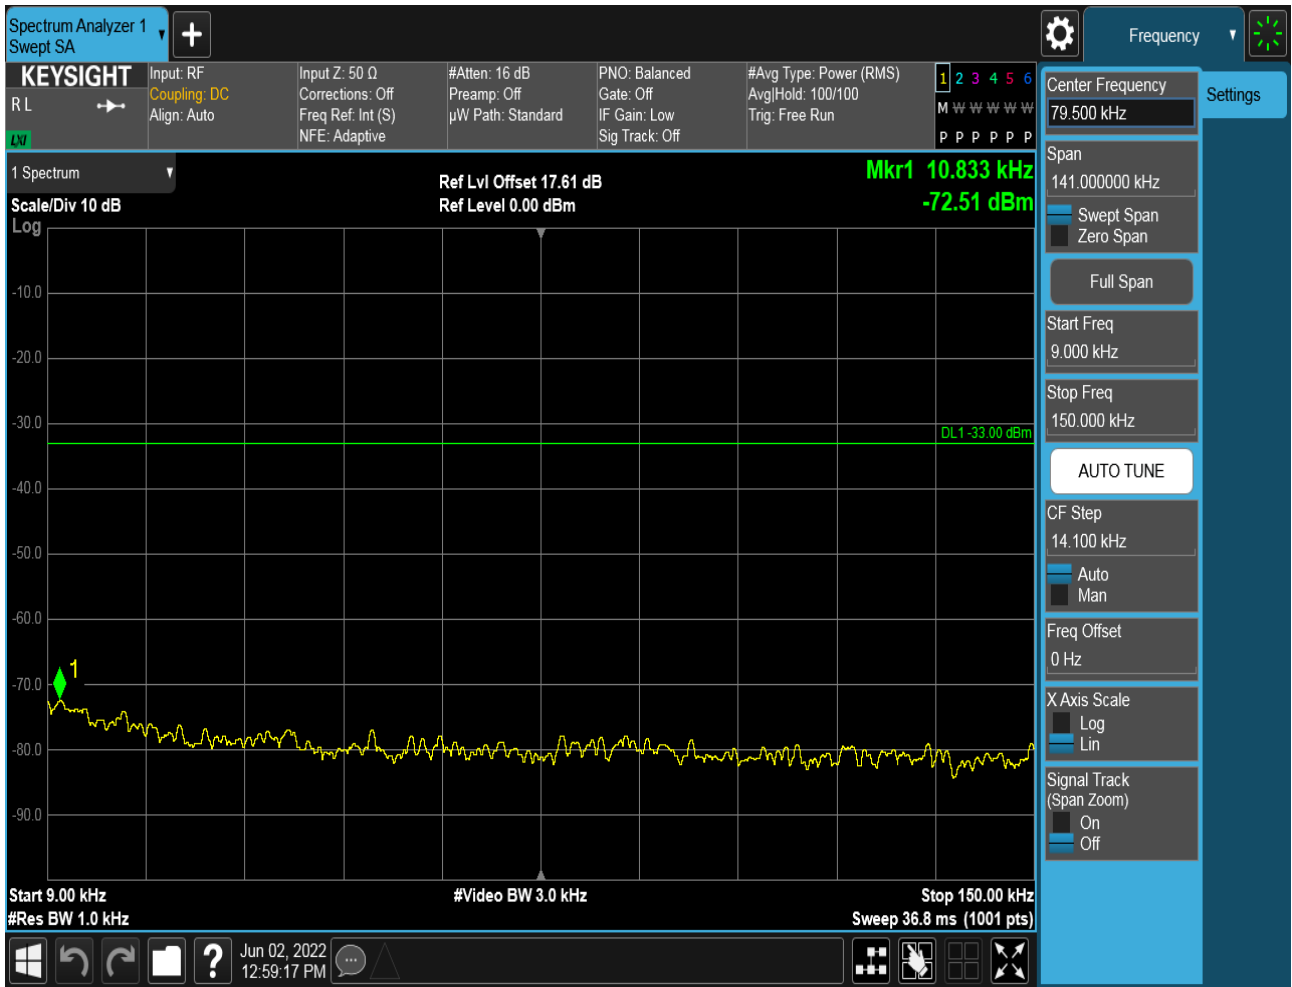 Spectrum Analyzer 1
Swept SA
Frequency
KEYSIGHT
R L
LXI
Input: RF
Coupling: DC
Align: Auto
Input Z: 50 Ω
Corrections: Off
Freq Ref: Int (S)
NFE: Adaptive
#Atten: 16 dB
Preamp: Off
µW Path: Standard
PNO: Balanced
Gate: Off
IF Gain: Low
Sig Track: Off
#Avg Type: Power (RMS)
Avg|Hold: 100/100
Trig: Free Run
1 2 3 4 5 6
M W W W W W
P P P P P P
1 Spectrum
Scale/Div 10 dB
Log
Ref Lvl Offset 17.61 dB
Ref Level 0.00 dBm
Mkr1 10.833 kHz
-72.51 dBm
-10.0
-20.0
-30.0
DL1 -33.00 dBm
-40.0
-50.0
-60.0
1
-70.0
-80.0
-90.0
Start 9.00 kHz
#Res BW 1.0 kHz
#Video BW 3.0 kHz
Stop 150.00 kHz
Sweep 36.8 ms (1001 pts)
Jun 02, 2022
12:59:17 PM
?
Center Frequency
79.500 kHz
Settings
Span
141.000000 kHz
Swept Span
Zero Span
Full Span
Start Freq
9.000 kHz
Stop Freq
150.000 kHz
AUTO TUNE
CF Step
14.100 kHz
Auto
Man
Freq Offset
0 Hz
X Axis Scale
Log
Lin
Signal Track
(Span Zoom)
On
Off